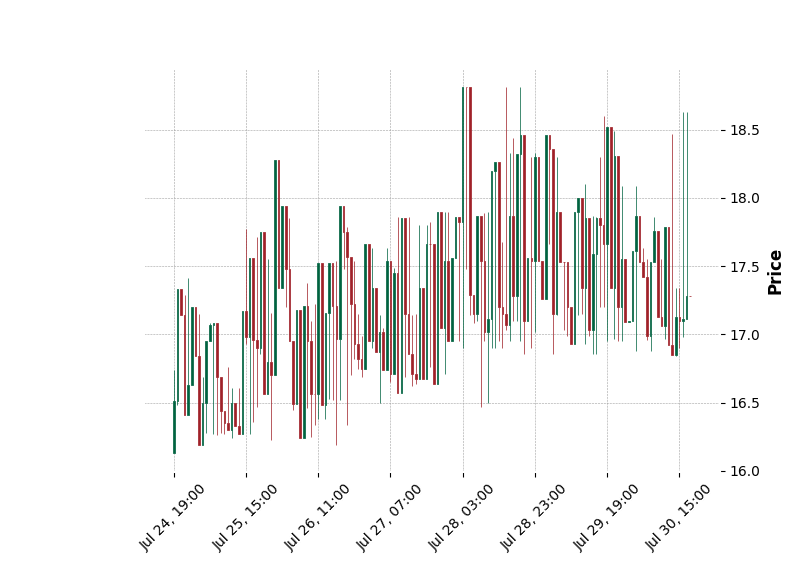 18.5
18.0
17.5
17.0
16.5
16.0
Price
Jul 24, 19:00
Jul 25, 15:00
Jul 26, 11:00
Jul 27, 07:00
Jul 28, 03:00
Jul 28, 23:00
Jul 29, 19:00
Jul 30, 15:00